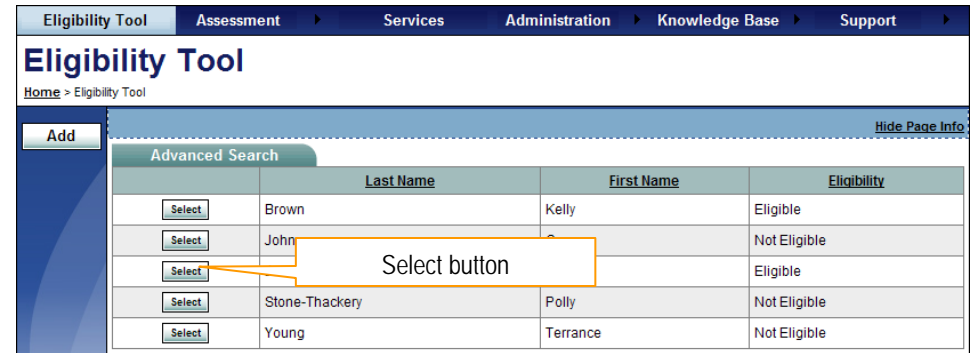 Eligibility Tool Assessment Services Administration Knowledge Base Support
Eligibility Tool
Home > Eligibility Tool
Add
Hide Page Info
Advanced Search
Last Name First Name Eligibility
Select Brown Kelly Eligible
Select Not Eligible
Select Eligible
Select button
Select Stone-Thackery Polly Not Eligible
Select Young Terrance Not Eligible